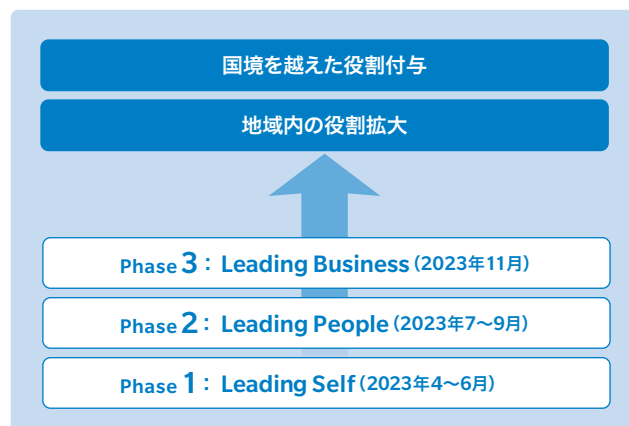 国境を越えた役割付与
地域内の役割拡大
Phase 3：Leading Business（2023年11月）
Phase 2：Leading People（2023年7〜9月）
Phase 1：Leading Self（2023年4〜6月）